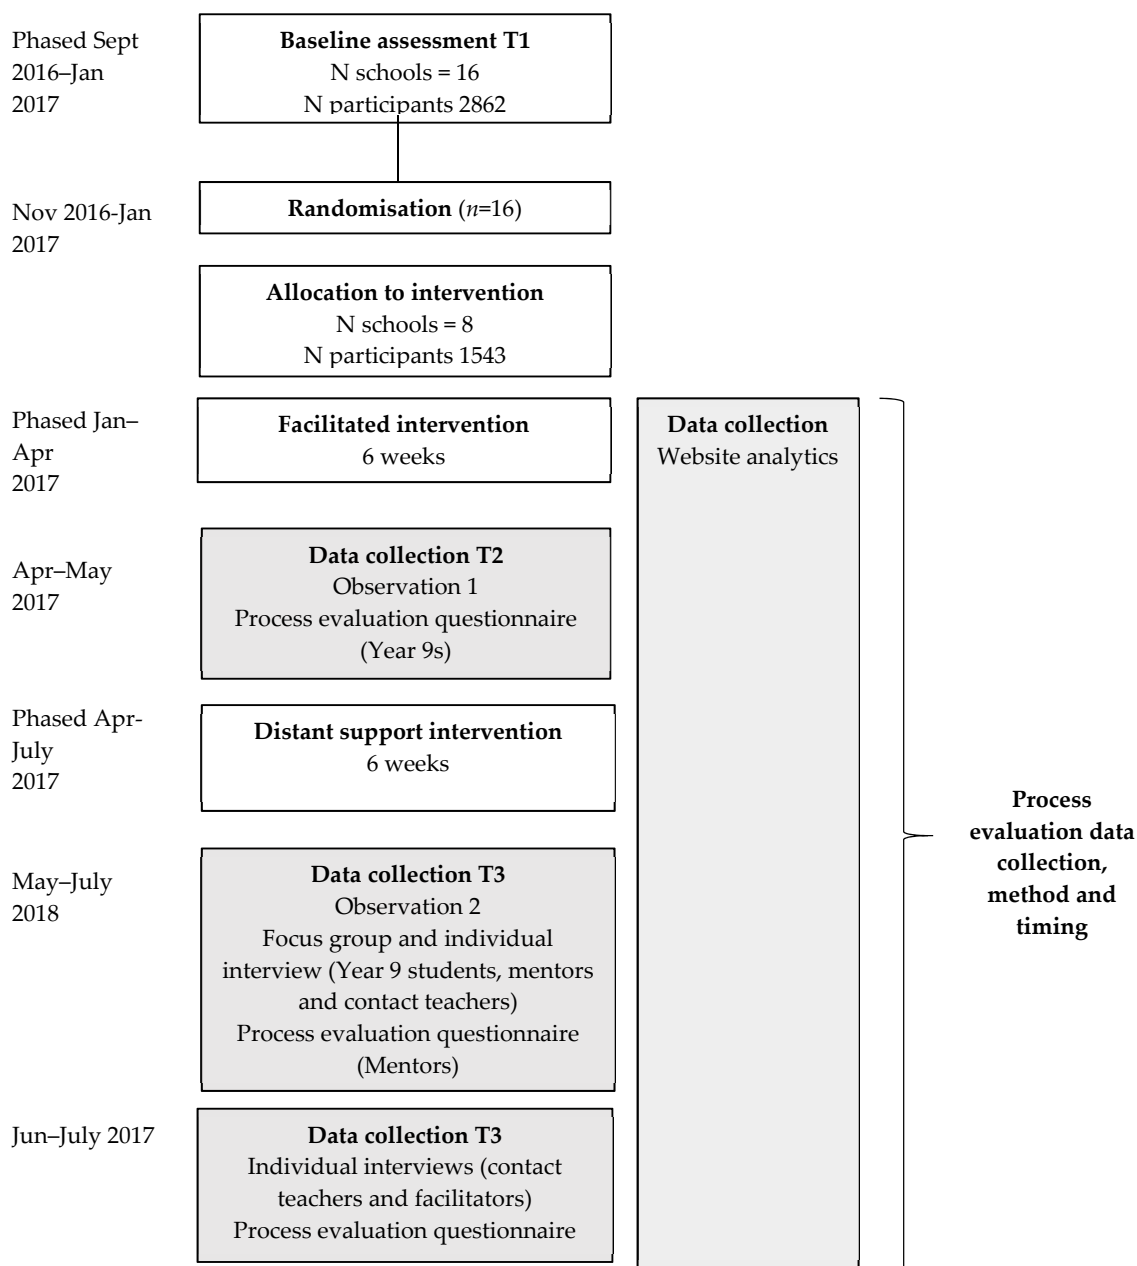 Phased Sept
2016–Jan
2017
Baseline assessment T1
N schools = 16
N participants 2862
Nov 2016-Jan
2017
Randomisation (n=16)
Allocation to intervention
N schools = 8
N participants 1543
Phased Jan–
Apr
2017
Facilitated intervention
6 weeks
Data collection
Website analytics
Apr–May
2017
Data collection T2
Observation 1
Process evaluation questionnaire
(Year 9s)
Phased Apr-
July
2017
Distant support intervention
6 weeks
Process
evaluation data
collection,
method and
timing
May–July
2018
Data collection T3
Observation 2
Focus group and individual
interview (Year 9 students, mentors
and contact teachers)
Process evaluation questionnaire
(Mentors)
Jun–July 2017
Data collection T3
Individual interviews (contact
teachers and facilitators)
Process evaluation questionnaire